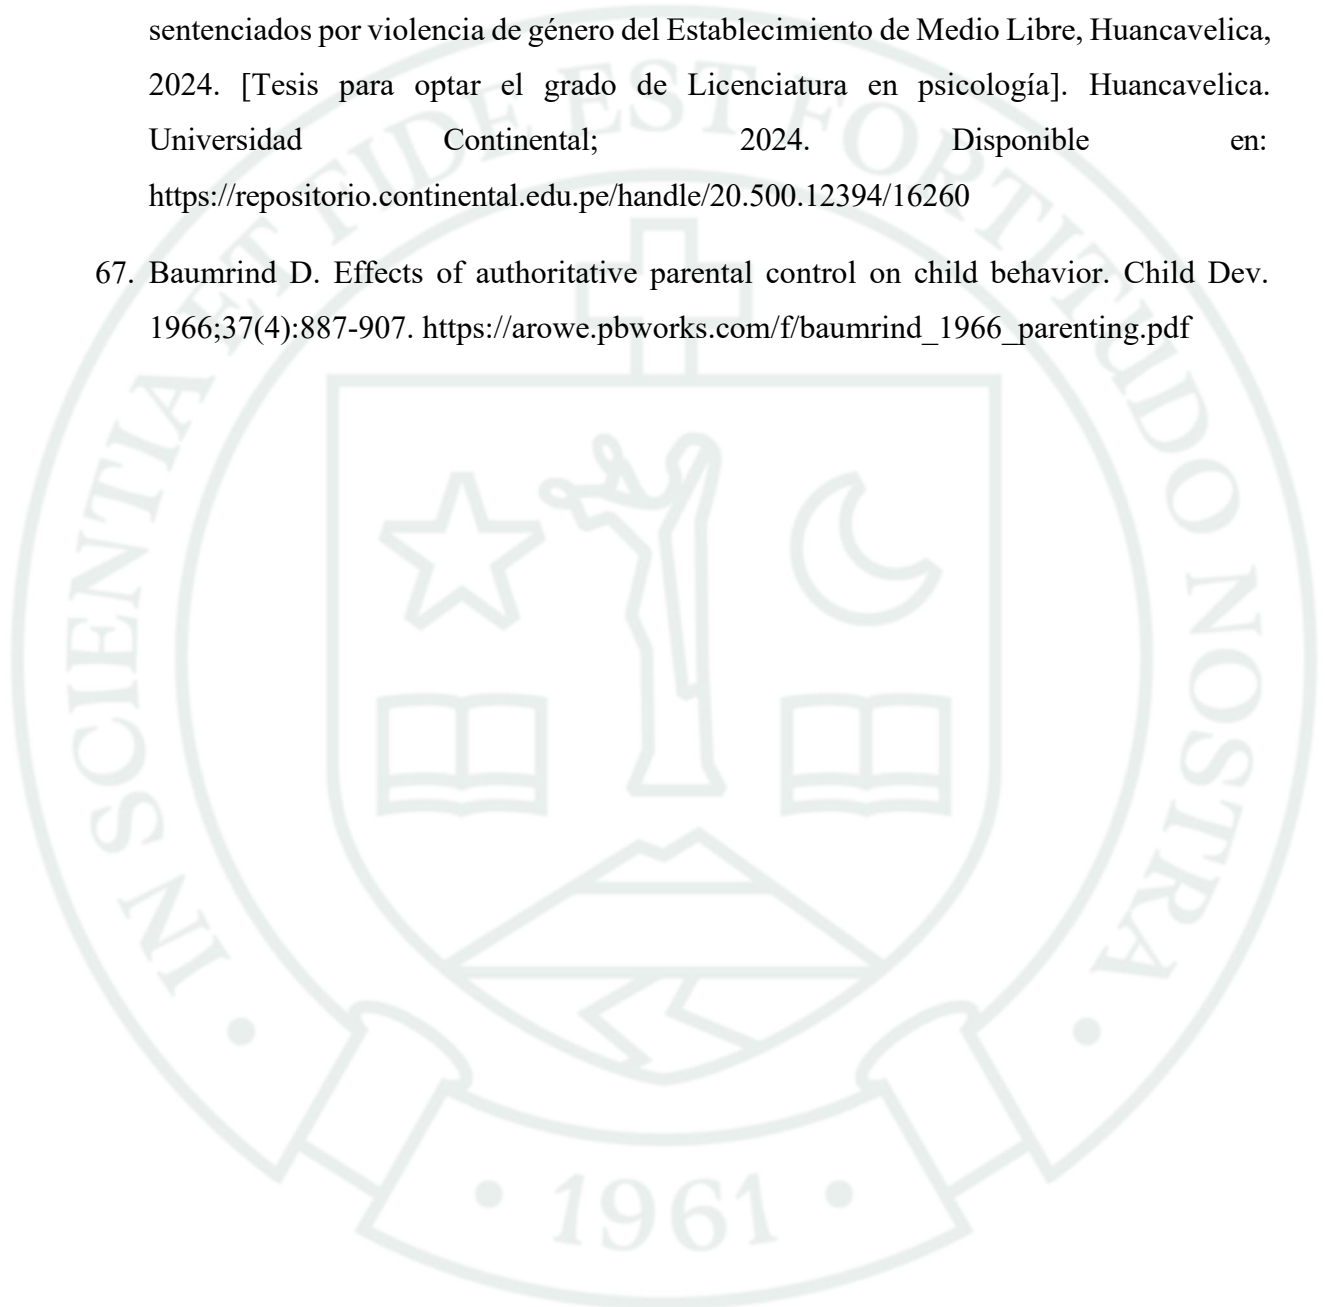 sentenciados por violencia de género del Establecimiento de Medio Libre, Huancavelica,
2024. [Tesis para optar el grado de Licenciatura en psicología]. Huancavelica.
Universidad Continental; 2024. Disponible en:
https://repositorio.continental.edu.pe/handle/20.500.12394/16260
67. Baumrind D. Effects of authoritative parental control on child behavior. Child Dev.
1966;37(4):887-907. https://arowe.pbworks.com/f/baumrind_1966_parenting.pdf
IN SCIENTIA ET FIDE EST FORTITUDO NOSTRA
• 1961 •